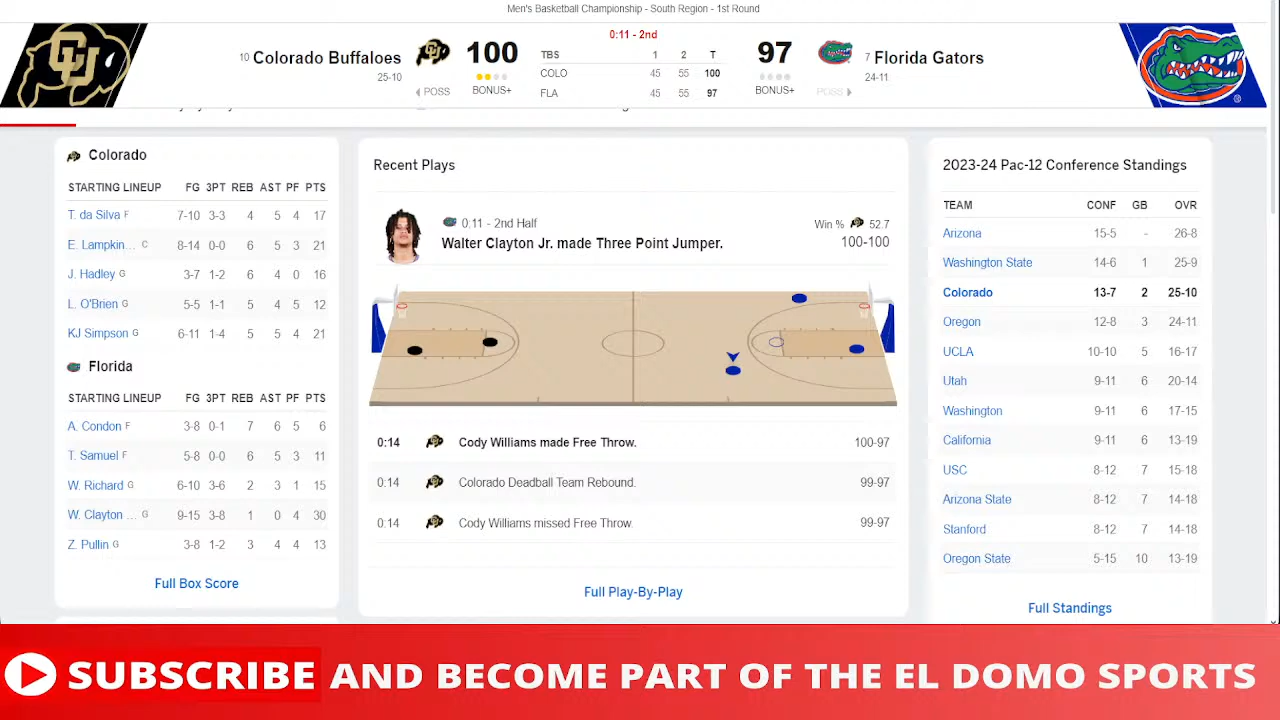 Men's Basketball Championship - South Region - 1st Round
10 Colorado Buffaloes
25-10
100
BONUS+
POSS
0:11 - 2nd
TBS 1 2 T
COLO 45 55 100
FLA 45 55 97
97
BONUS+
7 Florida Gators
24-11
POSS
Colorado
STARTING LINEUP FG 3PT REB AST PF PTS
T. da Silva F 7-10 3-3 4 5 4 17
E. Lampkin... C 8-14 0-0 6 5 3 21
J. Hadley G 3-7 1-2 6 4 0 16
L. O'Brien G 5-5 1-1 5 4 5 12
KJ Simpson G 6-11 1-4 5 5 4 21
Florida
STARTING LINEUP FG 3PT REB AST PF PTS
A. Condon F 3-8 0-1 7 6 5 6
T. Samuel F 5-8 0-0 6 5 3 11
W. Richard G 6-10 3-6 2 3 1 15
W. Clayton ... G 9-15 3-8 1 0 4 30
Z. Pullin G 3-8 1-2 3 4 4 13
Full Box Score
Recent Plays
0:11 - 2nd Half
Walter Clayton Jr. made Three Point Jumper.
Win % 52.7
100-100
0:14 Cody Williams made Free Throw. 100-97
0:14 Colorado Deadball Team Rebound. 99-97
0:14 Cody Williams missed Free Throw. 99-97
Full Play-By-Play
2023-24 Pac-12 Conference Standings
TEAM CONF GB OVR
Arizona 15-5 - 26-8
Washington State 14-6 1 25-9
Colorado 13-7 2 25-10
Oregon 12-8 3 24-11
UCLA 10-10 5 16-17
Utah 9-11 6 20-14
Washington 9-11 6 17-15
California 9-11 6 13-19
USC 8-12 7 15-18
Arizona State 8-12 7 14-18
Stanford 8-12 7 14-18
Oregon State 5-15 10 13-19
Full Standings
SUBSCRIBE AND BECOME PART OF THE EL DOMO SPORTS